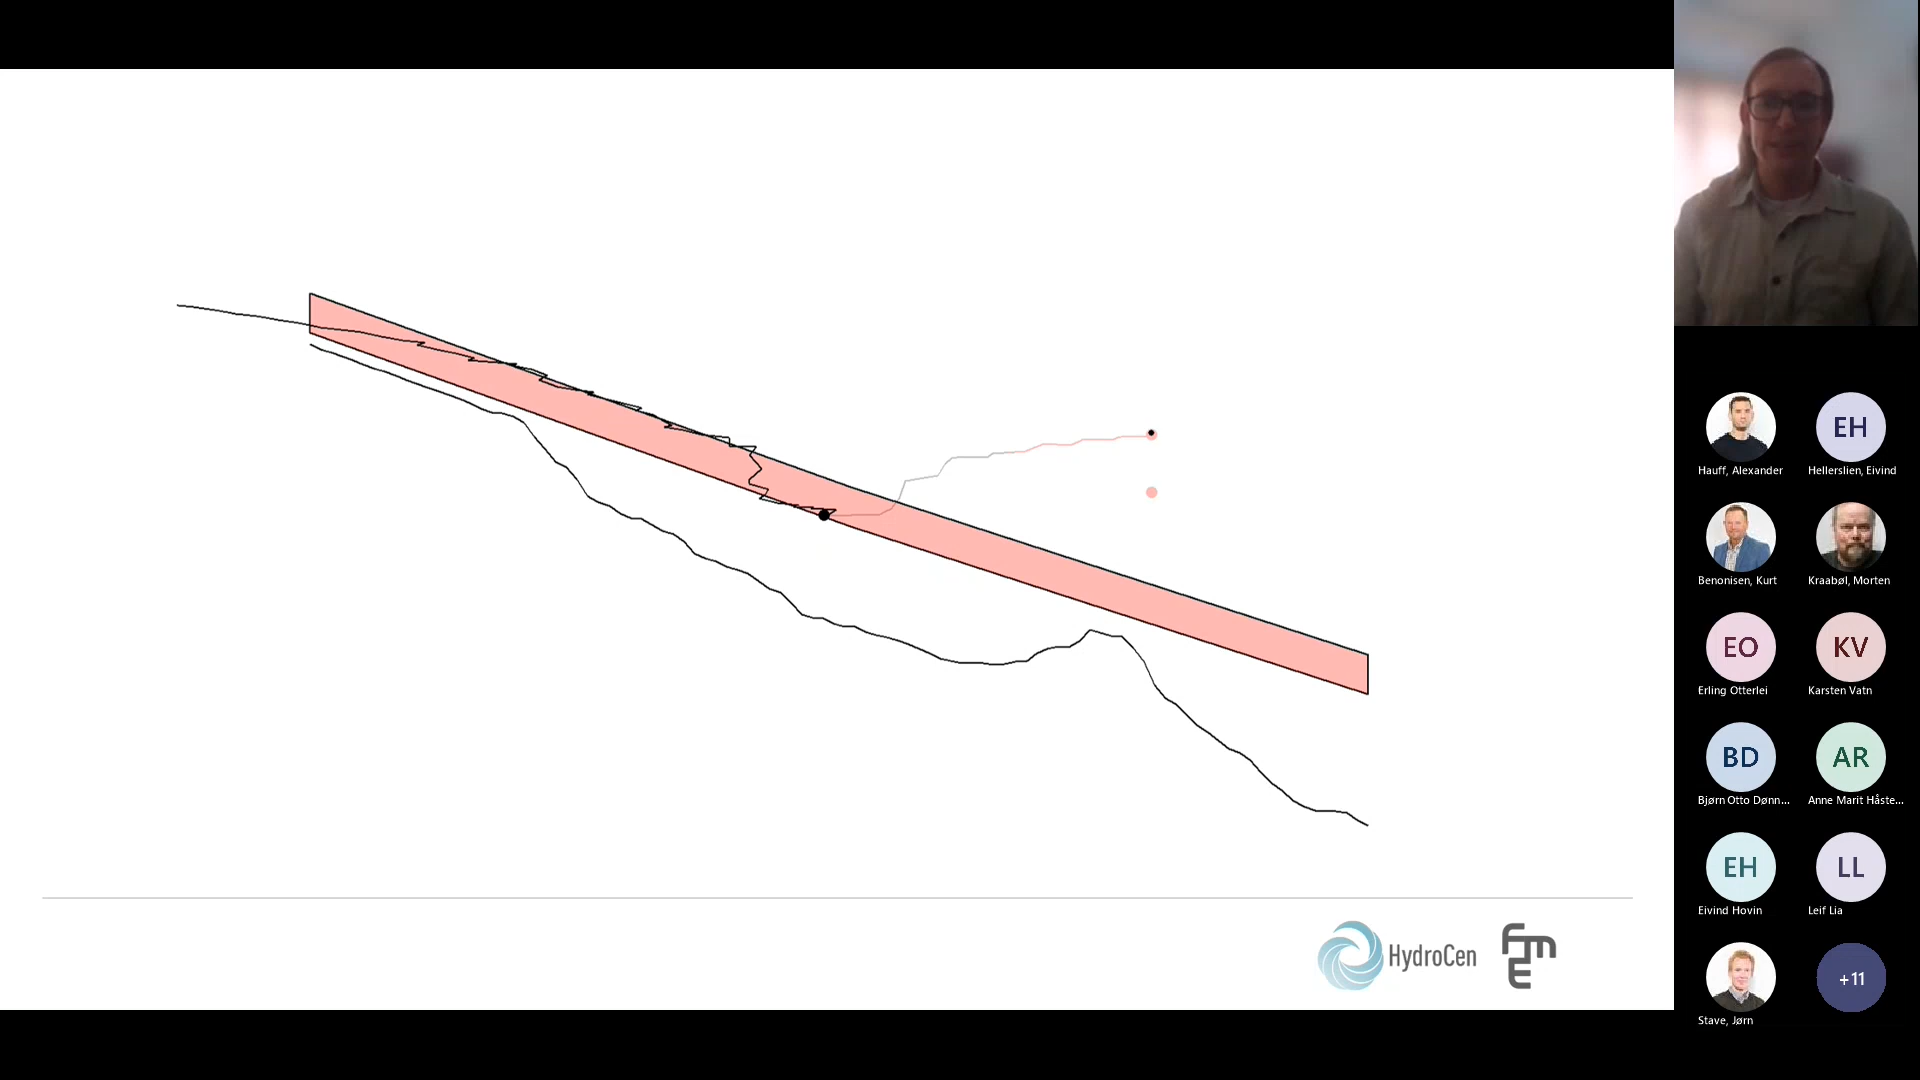 EH
Hauff, Alexander
Hellerslien, Eivind
Benonisen, Kurt
Kraabøl, Morten
EO
KV
Erling Otterlei
Karsten Vatn
BD
AR
Bjørn Otto Dønn...
Anne Marit Håste...
EH
LL
Eivind Hovin
Leif Lia
HydroCen
FME
+11
Stave, Jørn